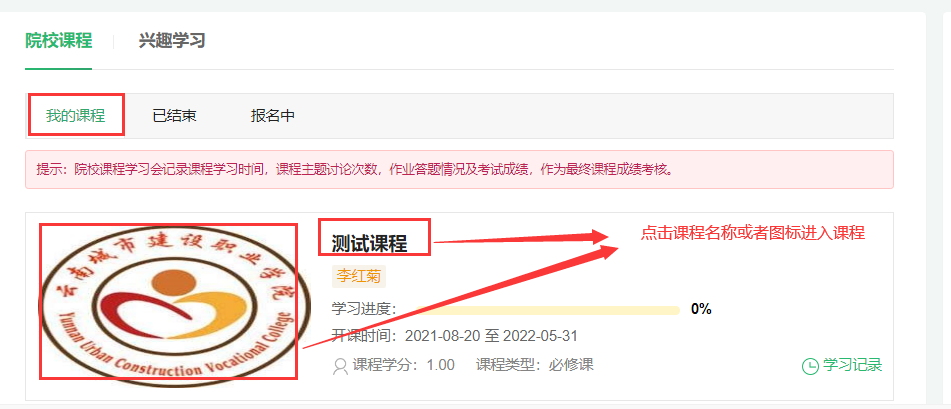 院校课程
兴趣学习
我的课程
已结束
报名中
提示：院校课程学习会记录课程学习时间，课程主题讨论次数，作业答题情况及考试成绩，作为最终课程成绩考核。
云南城市建设职业学院
Yunnan Urban Construction Vocational College
测试课程
点击课程名称或者图标进入课程
李红菊
学习进度：
0%
开课时间：2021-08-20 至 2022-05-31
课程学分：1.00
课程类型：必修课
学习记录